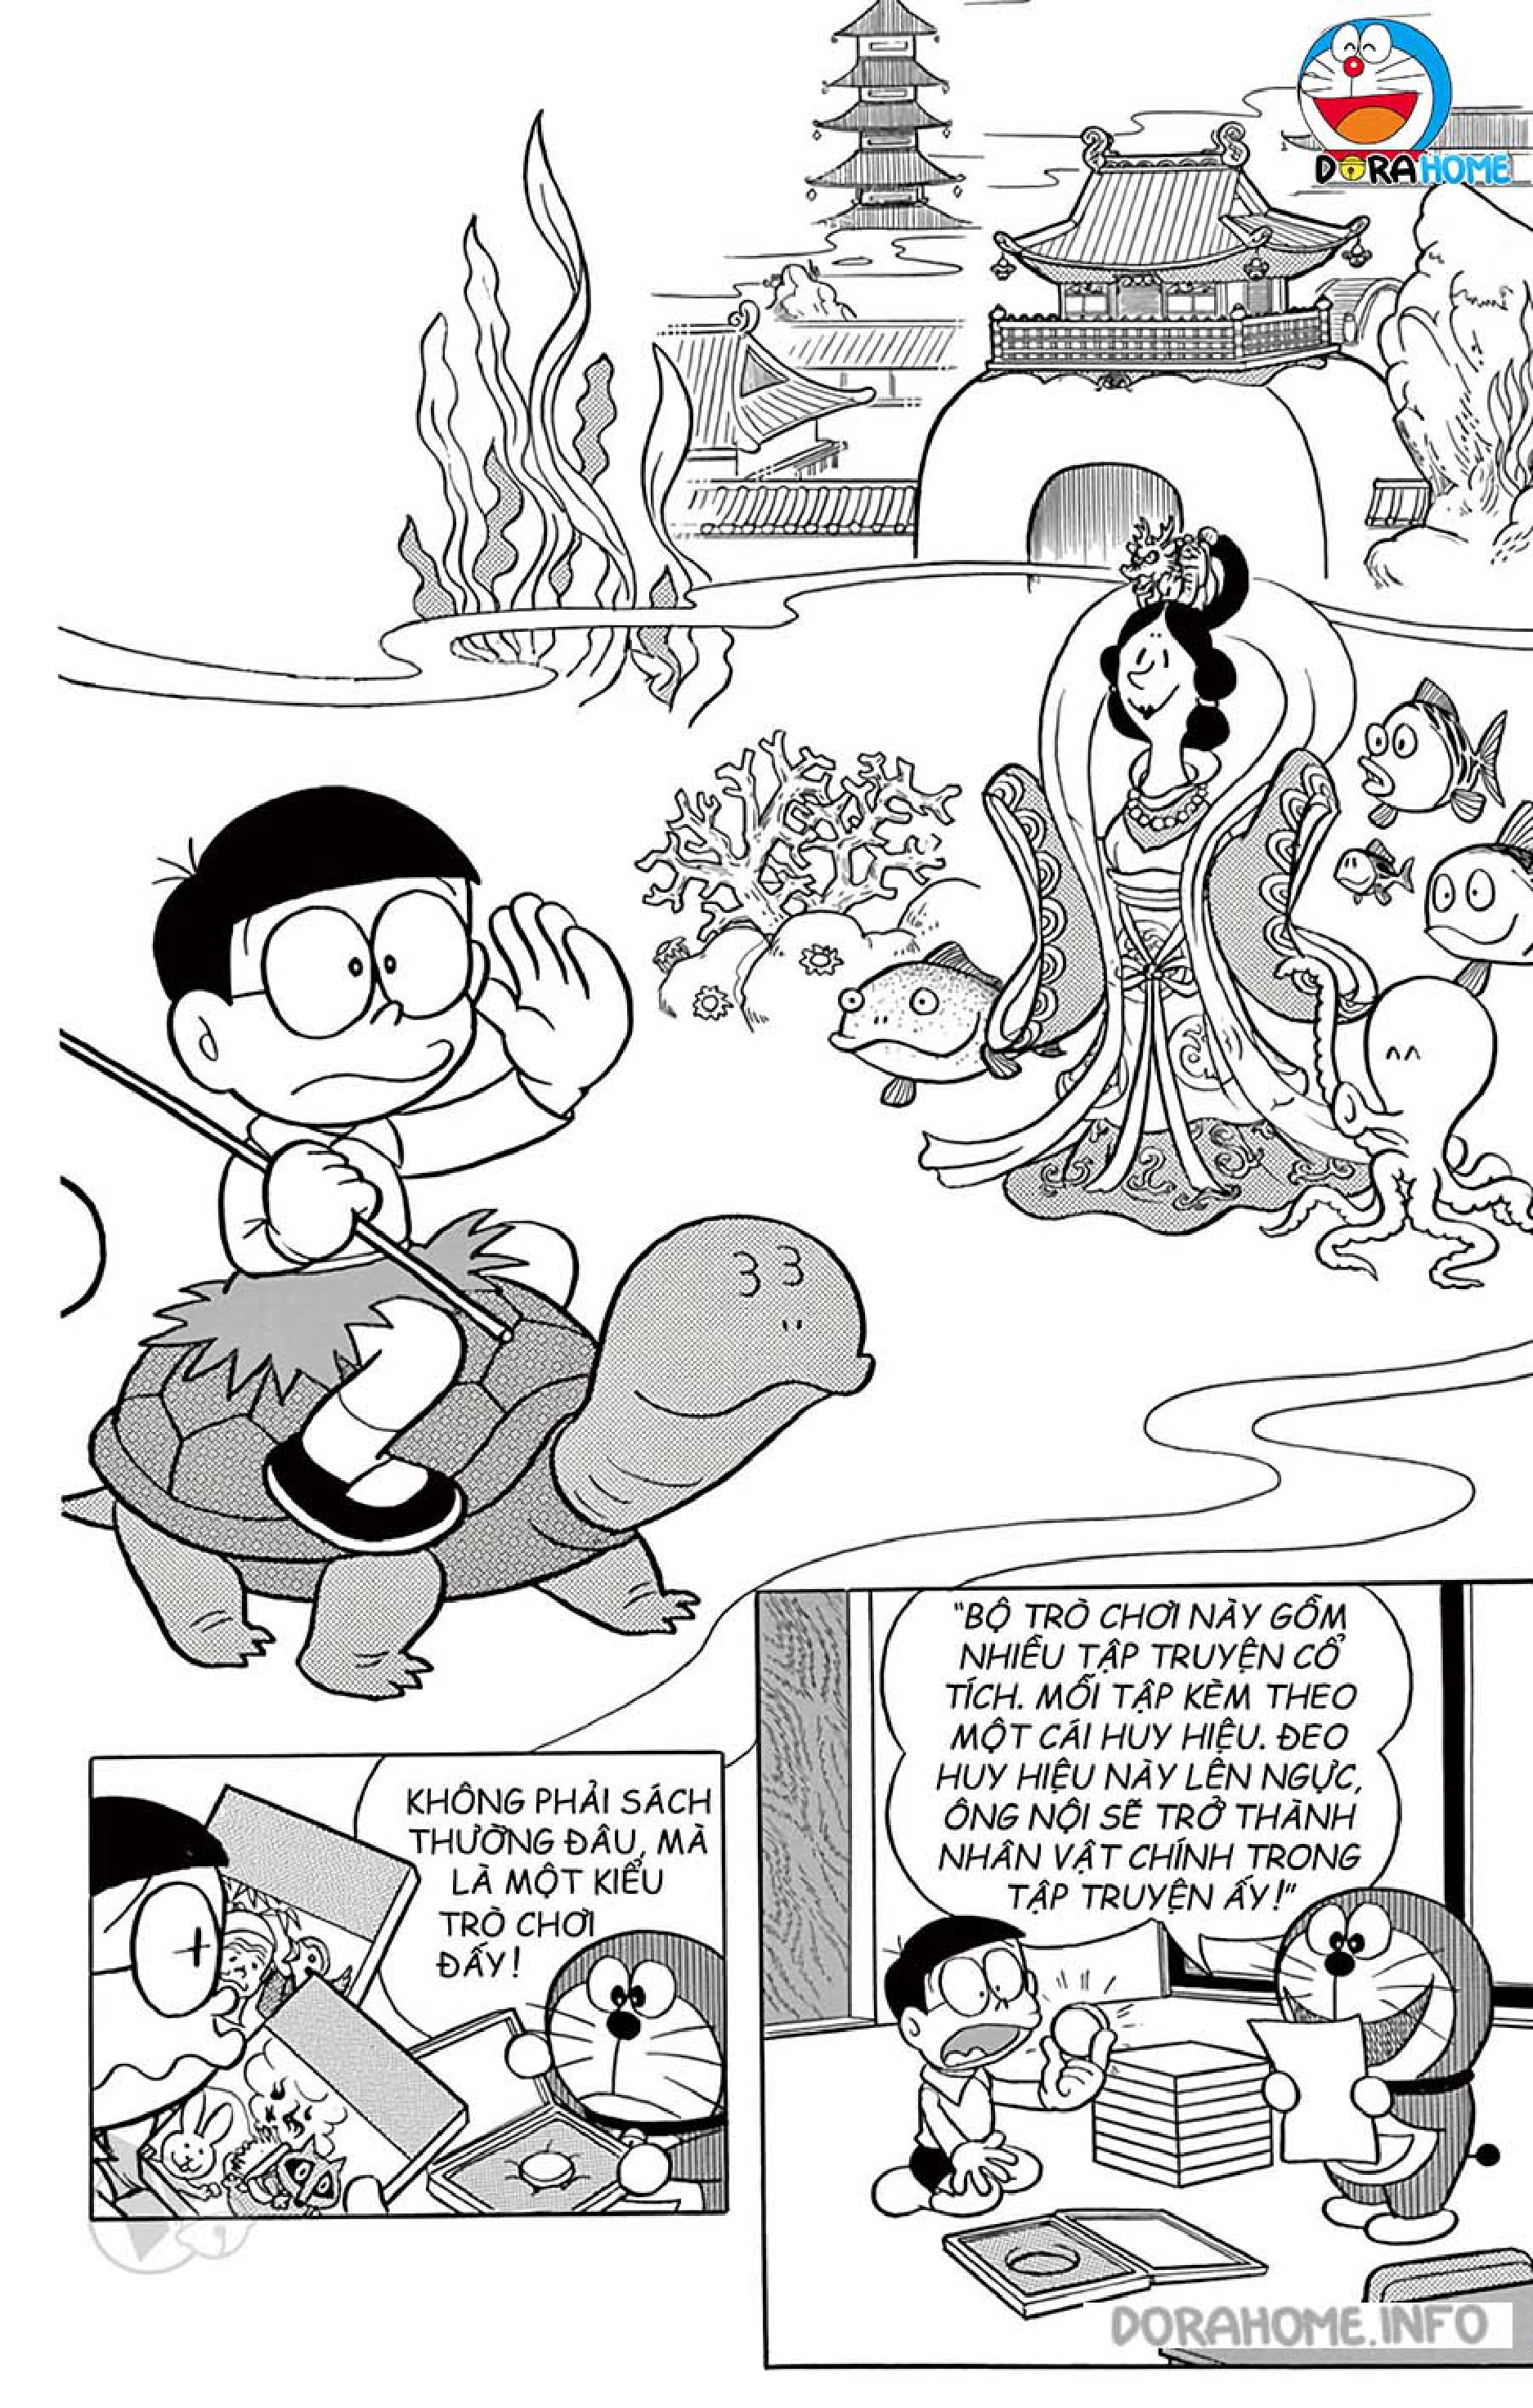 DORAHOME
"BỘ TRÒ CHƠI NÀY GỒM
NHIỀU TẬP TRUYỆN CỔ
TÍCH. MỖI TẬP KÈM THEO
MỘT CÁI HUY HIỆU. ĐEO
HUY HIỆU NÀY LÊN NGỰC,
ÔNG NỘI SẼ TRỞ THÀNH
NHÂN VẬT CHÍNH TRONG
TẬP TRUYỆN ẤY!"
KHÔNG PHẢI SÁCH
THƯỜNG ĐÂU, MÀ
LÀ MỘT KIỂU
TRÒ CHƠI
ĐẤY!
DORAHOME.INFO